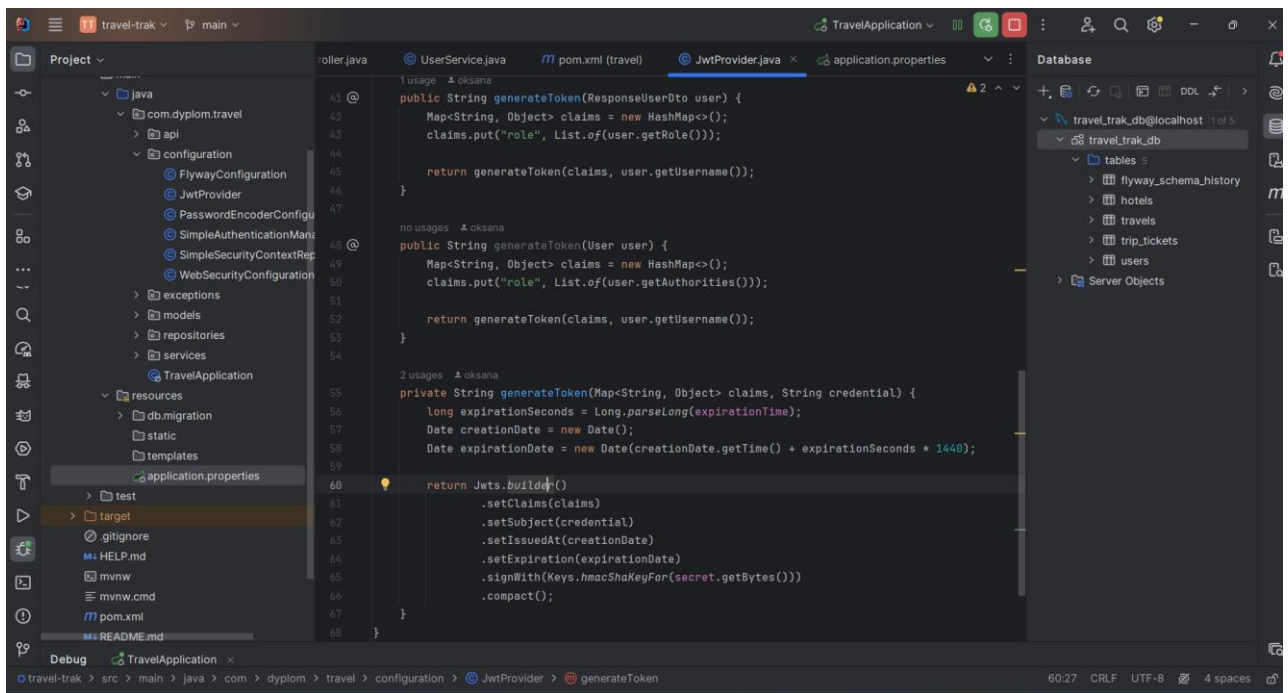 TT travel-trak main TravelApplication
Project
java
com.dyplom.travel
api
configuration
FlywayConfiguration
JwtProvider
PasswordEncoderConfigu
SimpleAuthenticationMana
SimpleSecurityContextRep
WebSecurityConfiguration
exceptions
models
repositories
services
TravelApplication
resources
db.migration
static
templates
application.properties
test
target
.gitignore
HELP.md
mvnw
mvnw.cmd
pom.xml
README.md
roller.java UserService.java pom.xml (travel) JwtProvider.java application.properties
1 usage oksana
2
41 @ public String generateToken(ResponseUserDto user) {
42 Map<String, Object> claims = new HashMap<>();
43 claims.put("role", List.of(user.getRole()));
44
45 return generateToken(claims, user.getUsername());
46 }
47
no usages oksana
48 @ public String generateToken(User user) {
49 Map<String, Object> claims = new HashMap<>();
50 claims.put("role", List.of(user.getAuthorities()));
51
52 return generateToken(claims, user.getUsername());
53 }
54
2 usages oksana
55 private String generateToken(Map<String, Object> claims, String credential) {
56 long expirationSeconds = Long.parseLong(expirationTime);
57 Date creationDate = new Date();
58 Date expirationDate = new Date(creationDate.getTime() + expirationSeconds * 1440);
59
60 return Jwts.builder()
61 .setClaims(claims)
62 .setSubject(credential)
63 .setIssuedAt(creationDate)
64 .setExpiration(expirationDate)
65 .signWith(Keys.hmacShaKeyFor(secret.getBytes()))
66 .compact();
67 }
68 }
Database
DDL
travel_trak_db@localhost 1 of 5
travel_trak_db
tables 5
flyway_schema_history
hotels
travels
trip_tickets
users
Server Objects
Debug TravelApplication
travel-trak > src > main > java > com > dyplom > travel > configuration > JwtProvider > generateToken
60:27 CRLF UTF-8 4 spaces